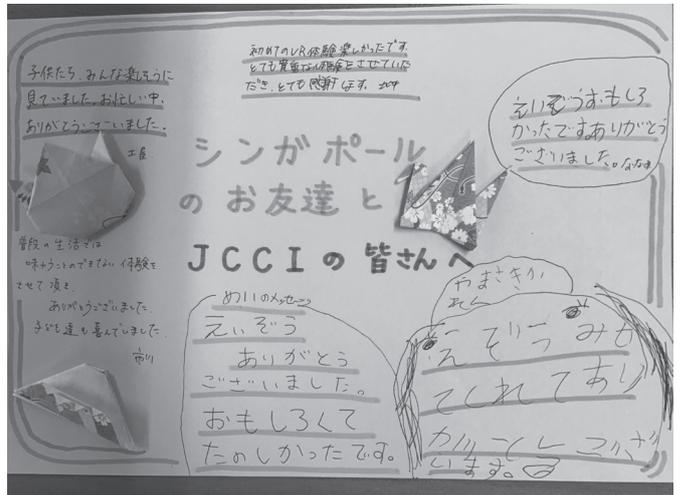 子供たち、みんな楽しそうに
見ていました。お忙しい中、
ありがとうございました。
初めてのVR体験楽しかったです。
とても貴重な体験をさせていた
だき、とても感謝します。
えいぞうおもしろ
かったですありがとう
ございました。
シンガポール
のお友達と
JCCIの皆さんへ
普段の生活では
味わうことのできない体験を
させて頂き、
ありがとうございました。
子ども達も喜んでいました。
市川
めいのメッセージ
えいぞう
ありがとう
ございました。
おもしろくて
たのしかったです。
やまさきか
れん
えいぞうみせ
てくれてあり
がとうござ
います。